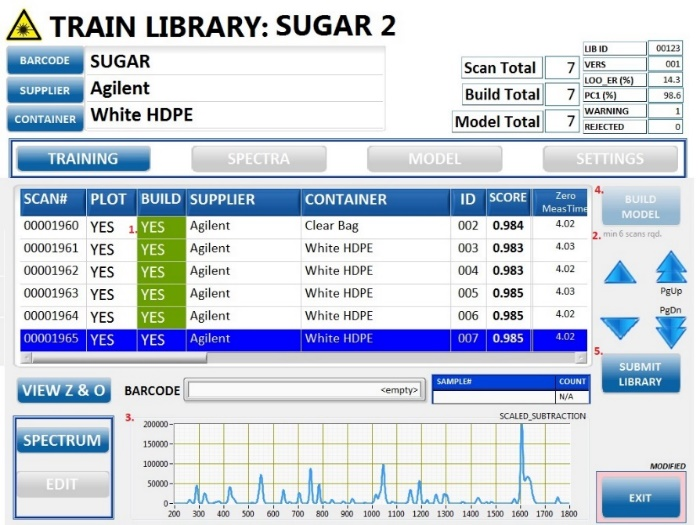 TRAIN LIBRARY: SUGAR 2
BARCODE SUGAR
SUPPLIER Agilent
CONTAINER White HDPE
Scan Total 7
Build Total 7
Model Total 7
LIB ID 00123
VERS 001
LOO_ER (%) 14.3
PC1 (%) 98.6
WARNING 1
REJECTED 0
TRAINING SPECTRA MODEL SETTINGS
SCAN# PLOT BUILD SUPPLIER CONTAINER ID SCORE Zero MeasTime
00001960 YES 1. YES Agilent Clear Bag 002 0.984 4.02
00001961 YES YES Agilent White HDPE 003 0.983 4.03
00001962 YES YES Agilent White HDPE 004 0.983 4.02
00001963 YES YES Agilent White HDPE 005 0.985 4.03
00001964 YES YES Agilent White HDPE 006 0.985 4.02
00001965 YES YES Agilent White HDPE 007 0.985 4.02
4. BUILD
MODEL
2. min 6 scans rqd.
PgUp
PgDn
5. SUBMIT
LIBRARY
VIEW Z & O BARCODE <empty>
SAMPLE# COUNT
N/A
3.
SCALED_SUBTRACTION
SPECTRUM
EDIT
200000
150000
100000
50000
0
200 300 400 500 600 700 800 900 1000 1100 1200 1300 1400 1500 1600 1700 1800
MODIFIED
EXIT